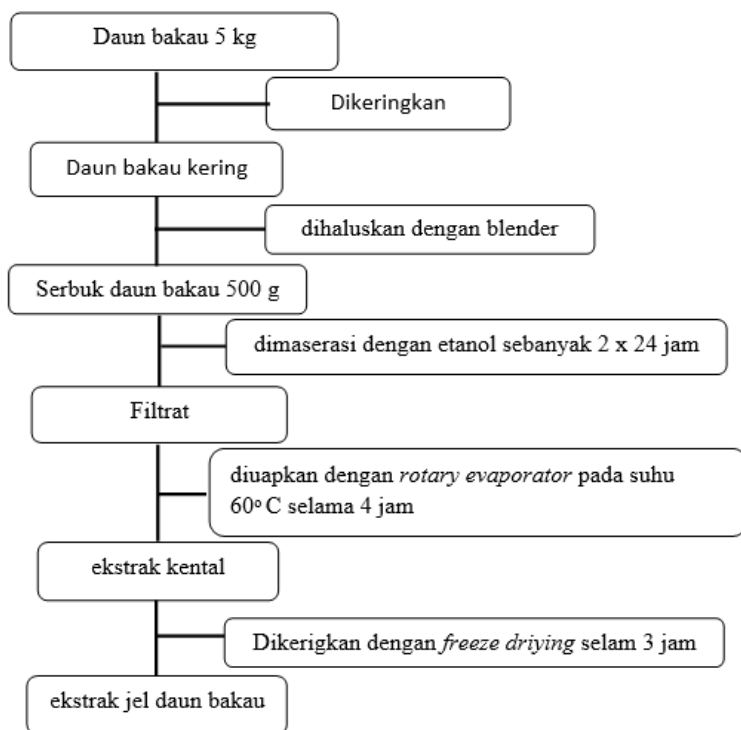 Daun bakau 5 kg
Dikeringkan
Daun bakau kering
dihaluskan dengan blender
Serbuk daun bakau 500 g
dimaserasi dengan etanol sebanyak 2 x 24 jam
Filtrat
diuapkan dengan rotary evaporator pada suhu
60º C selama 4 jam
ekstrak kental
Dikerigkan dengan freeze driying selam 3 jam
ekstrak jel daun bakau